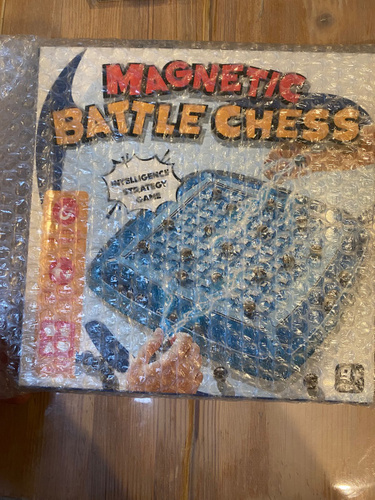 MAGNETIC
BATTLE CHESS
INTELLIGENCE
STRATEGY
GAME